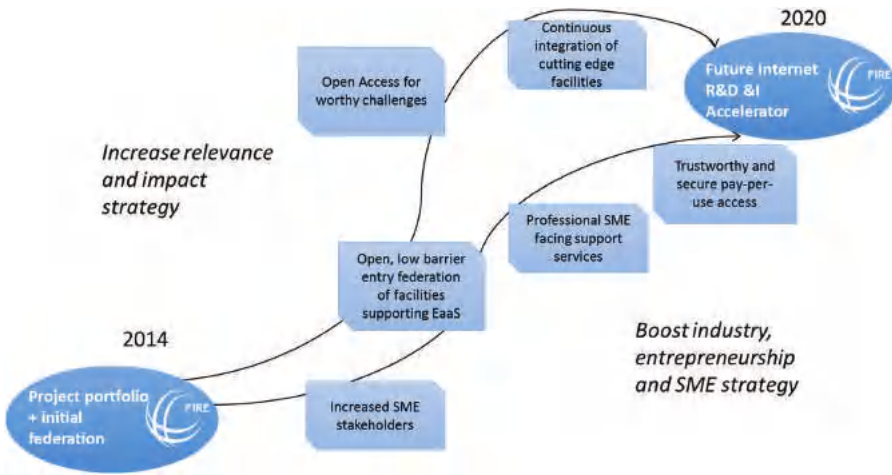 2020
Future Internet
R&D &I
Accelerator
FIRE
Continuous
integration of
cutting edge
facilities
Open Access for
worthy challenges
Increase relevance
and impact
strategy
Trustworthy and
secure pay-per-
use access
Professional SME
facing support
services
Open, low barrier
entry federation
of facilities
supporting EaaS
Boost industry,
entrepreneurship
and SME strategy
2014
Project portfolio
+ initial
federation
FIRE
Increased SME
stakeholders